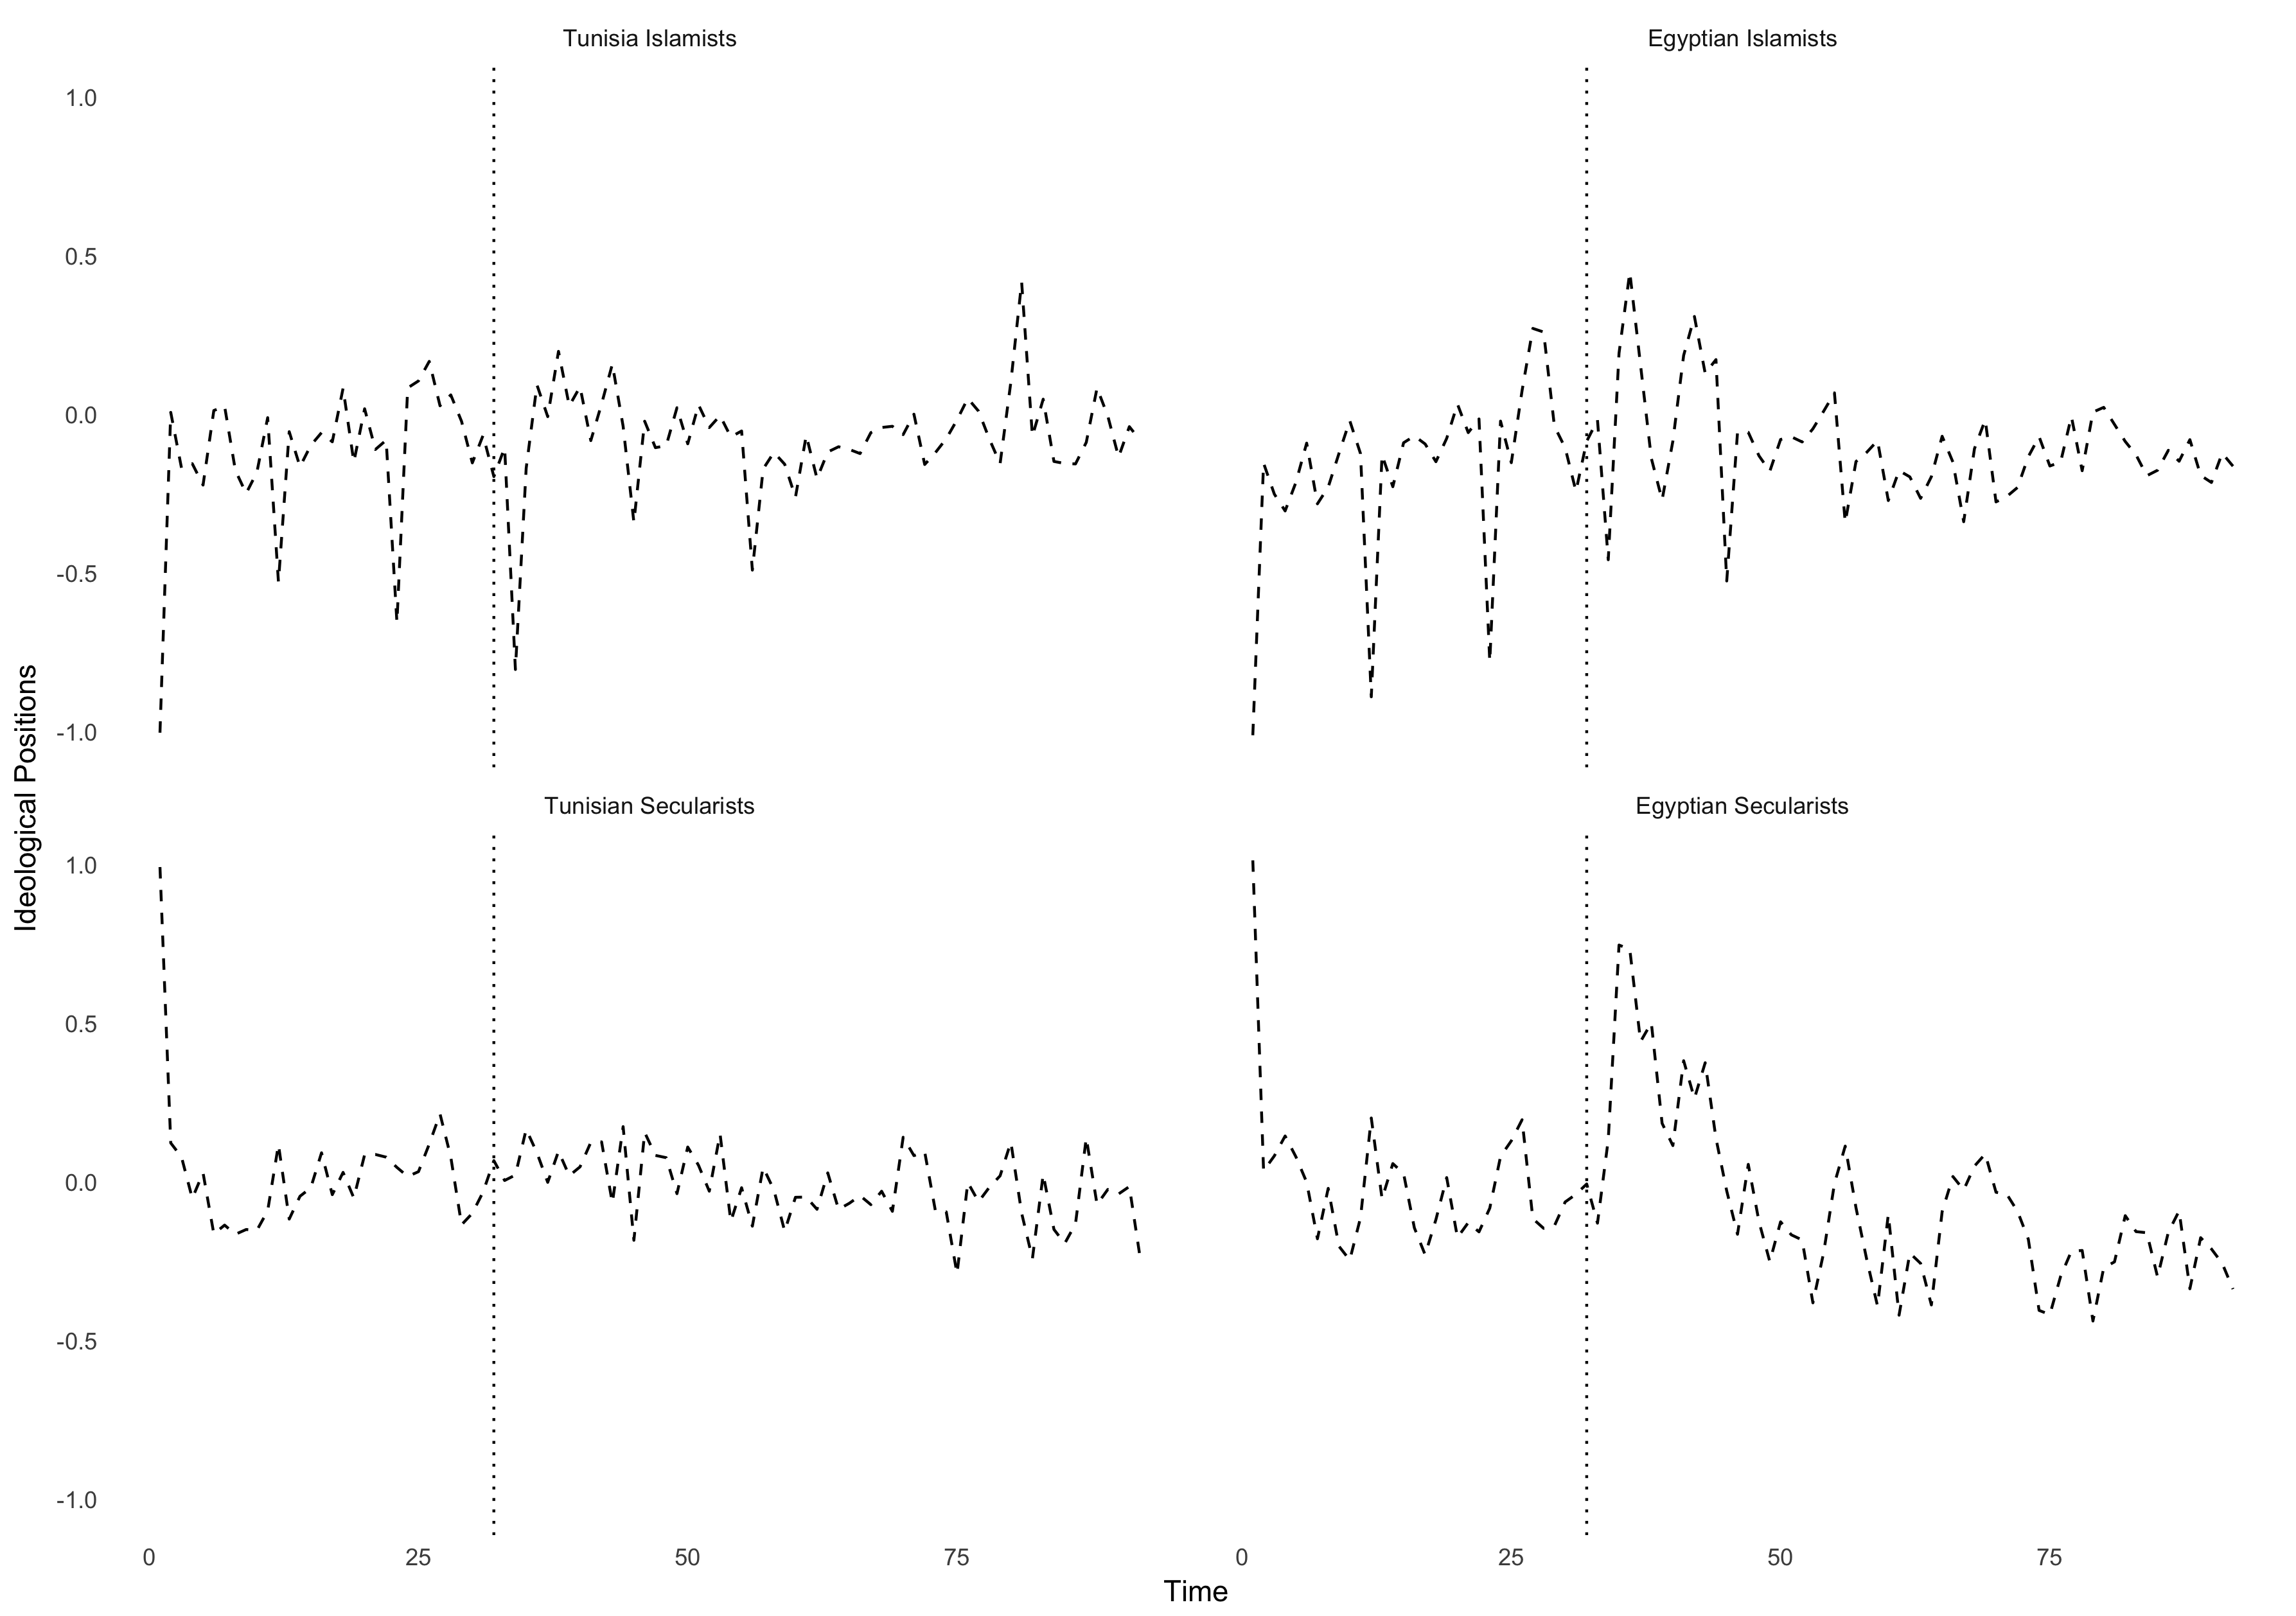 Tunisia Islamists
Egyptian Islamists
1.0
0.5
0.0
-0.5
-1.0
Ideological Positions
Tunisian Secularists
Egyptian Secularists
1.0
0.5
0.0
-0.5
-1.0
0 25 50 75
0 25 50 75
Time